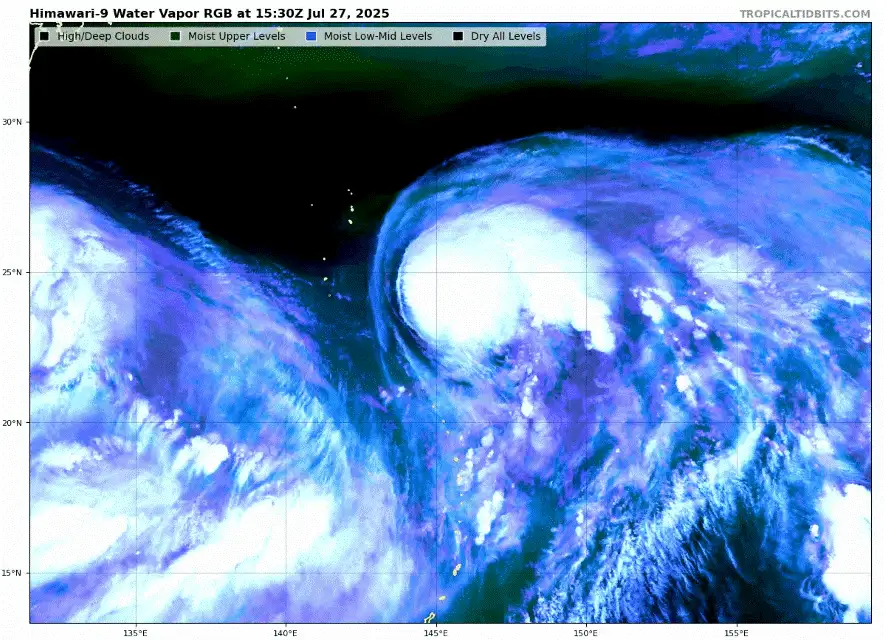 Himawari-9 Water Vapor RGB at 15:30Z Jul 27, 2025
TROPICALTIDBITS.COM
High/Deep Clouds
Moist Upper Levels
Moist Low-Mid Levels
Dry All Levels
30°N
25°N
20°N
15°N
135°E
140°E
145°E
150°E
155°E